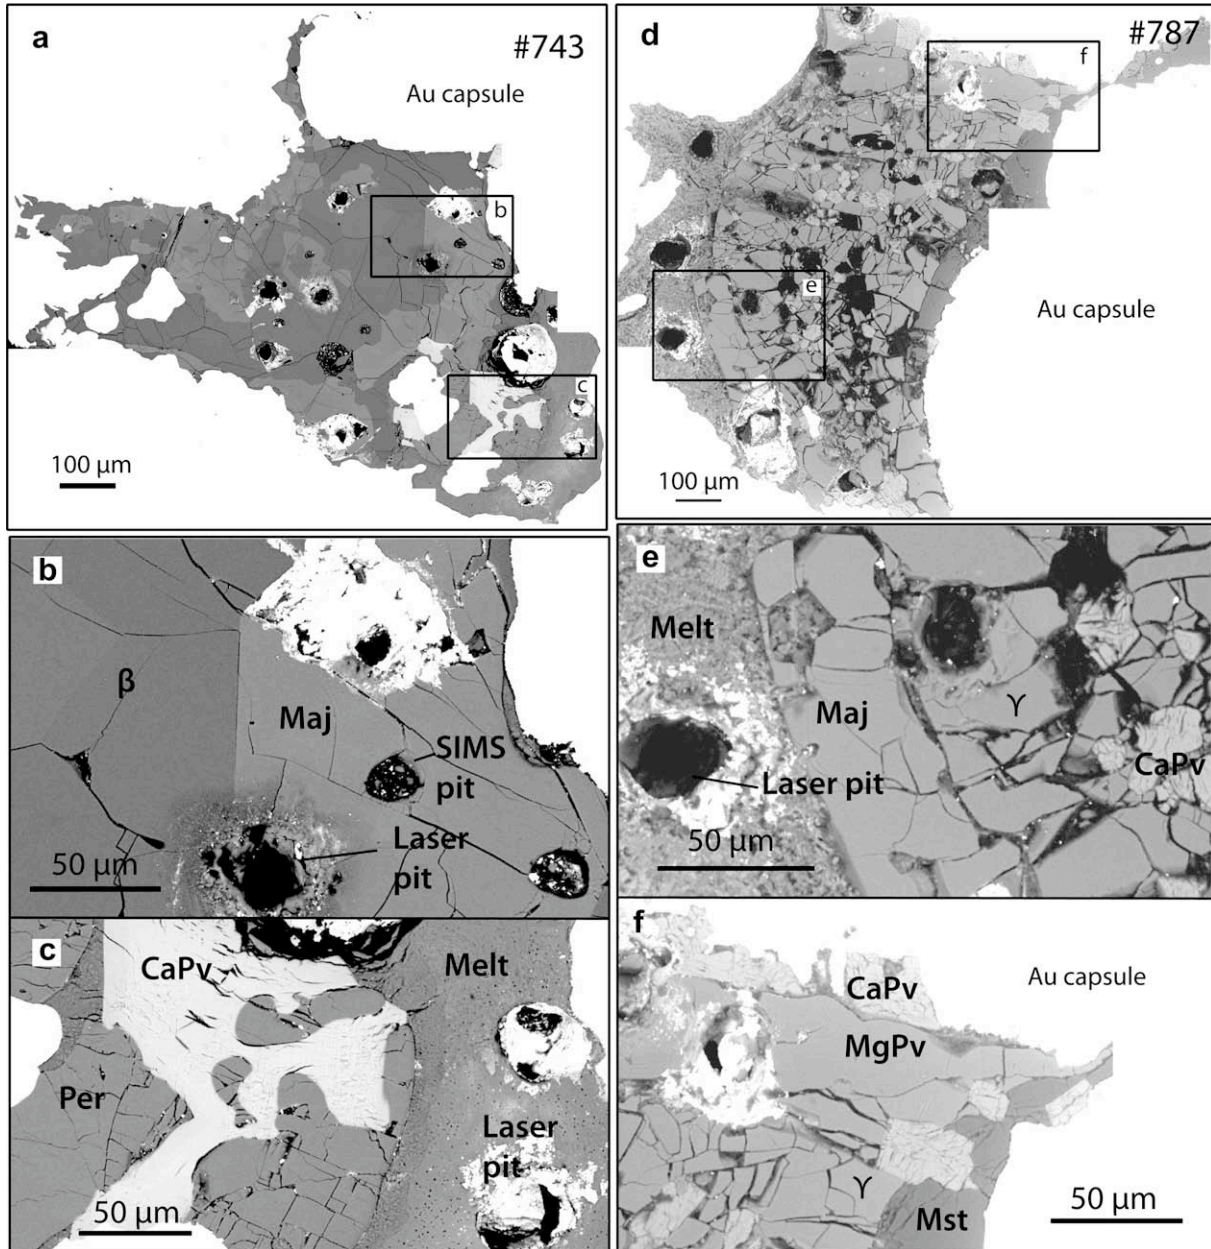 a
#743
Au capsule
b
c
100 μm
d
#787
f
e
Au capsule
100 μm
b
β
Maj
SIMS
pit
Laser
pit
50 μm
c
CaPv
Melt
Per
Laser
pit
50 μm
e
Melt
Maj
γ
CaPv
Laser pit
50 μm
f
CaPv
Au capsule
MgPv
γ
Mst
50 μm